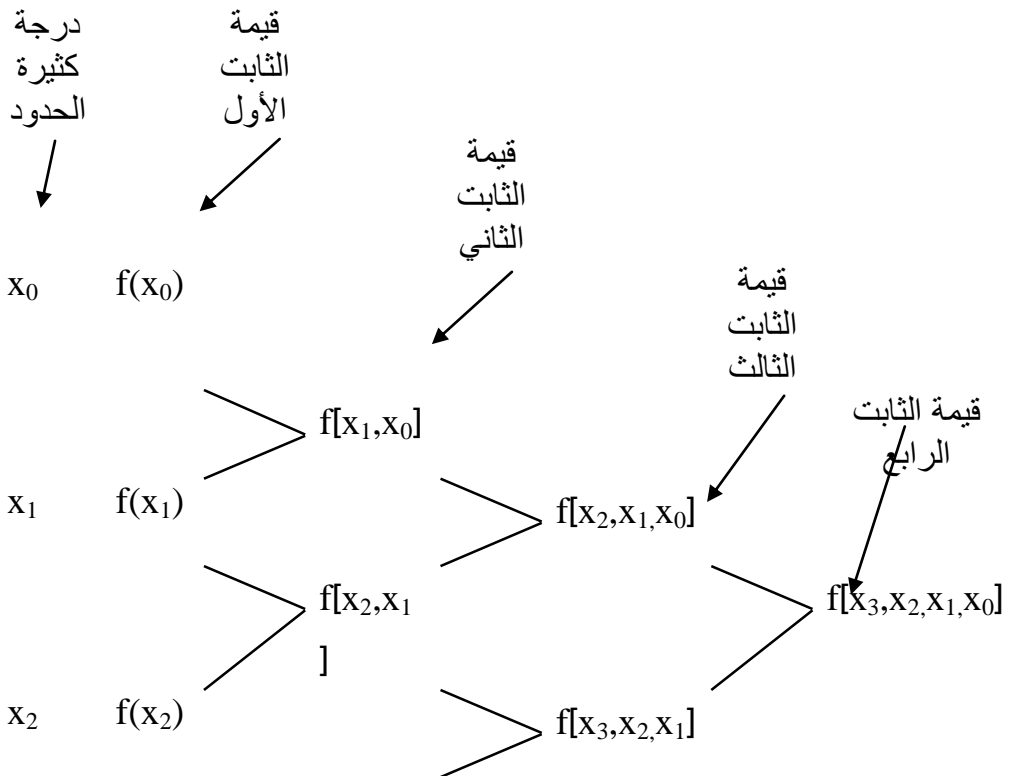 درجة
كثيرة
الحدود
قيمة
الثابت
الأول
قيمة
الثابت
الثاني
قيمة
الثابت
الثالث
قيمة الثابت
الرابع
x₀ f(x₀)
f[x₁,x₀]
x₁ f(x₁)
f[x₂,x₁,x₀]
f[x₂,x₁
]
f[x₃,x₂,x₁,x₀]
x₂ f(x₂)
f[x₃,x₂,x₁]